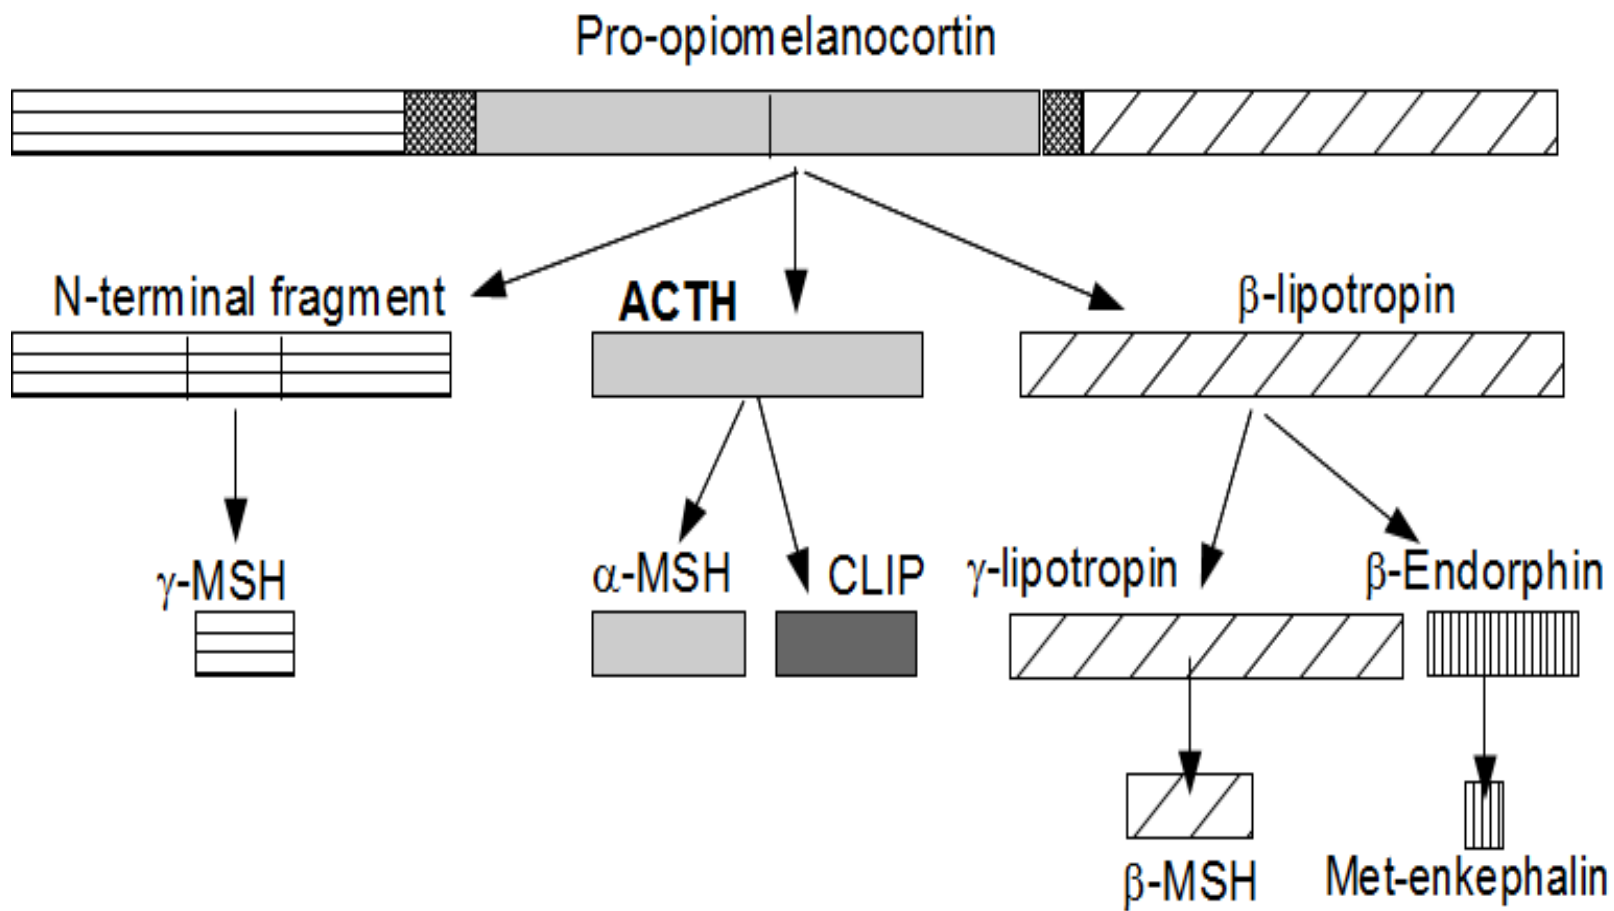 Pro-opiomelanocortin
N-terminal fragment
ACTH
β-lipotropin
γ-MSH
α-MSH
CLIP
γ-lipotropin
β-Endorphin
β-MSH
Met-enkephalin